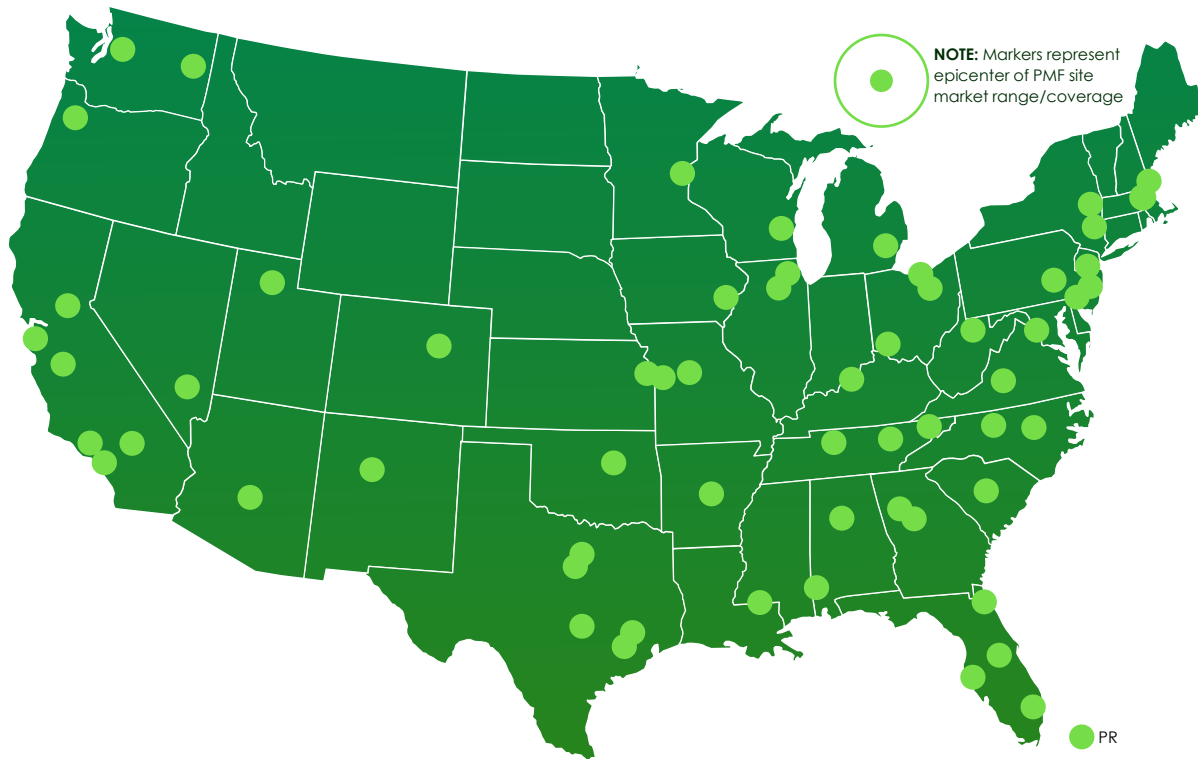 NOTE: Markers represent
epicenter of PMF site
market range/coverage
PR